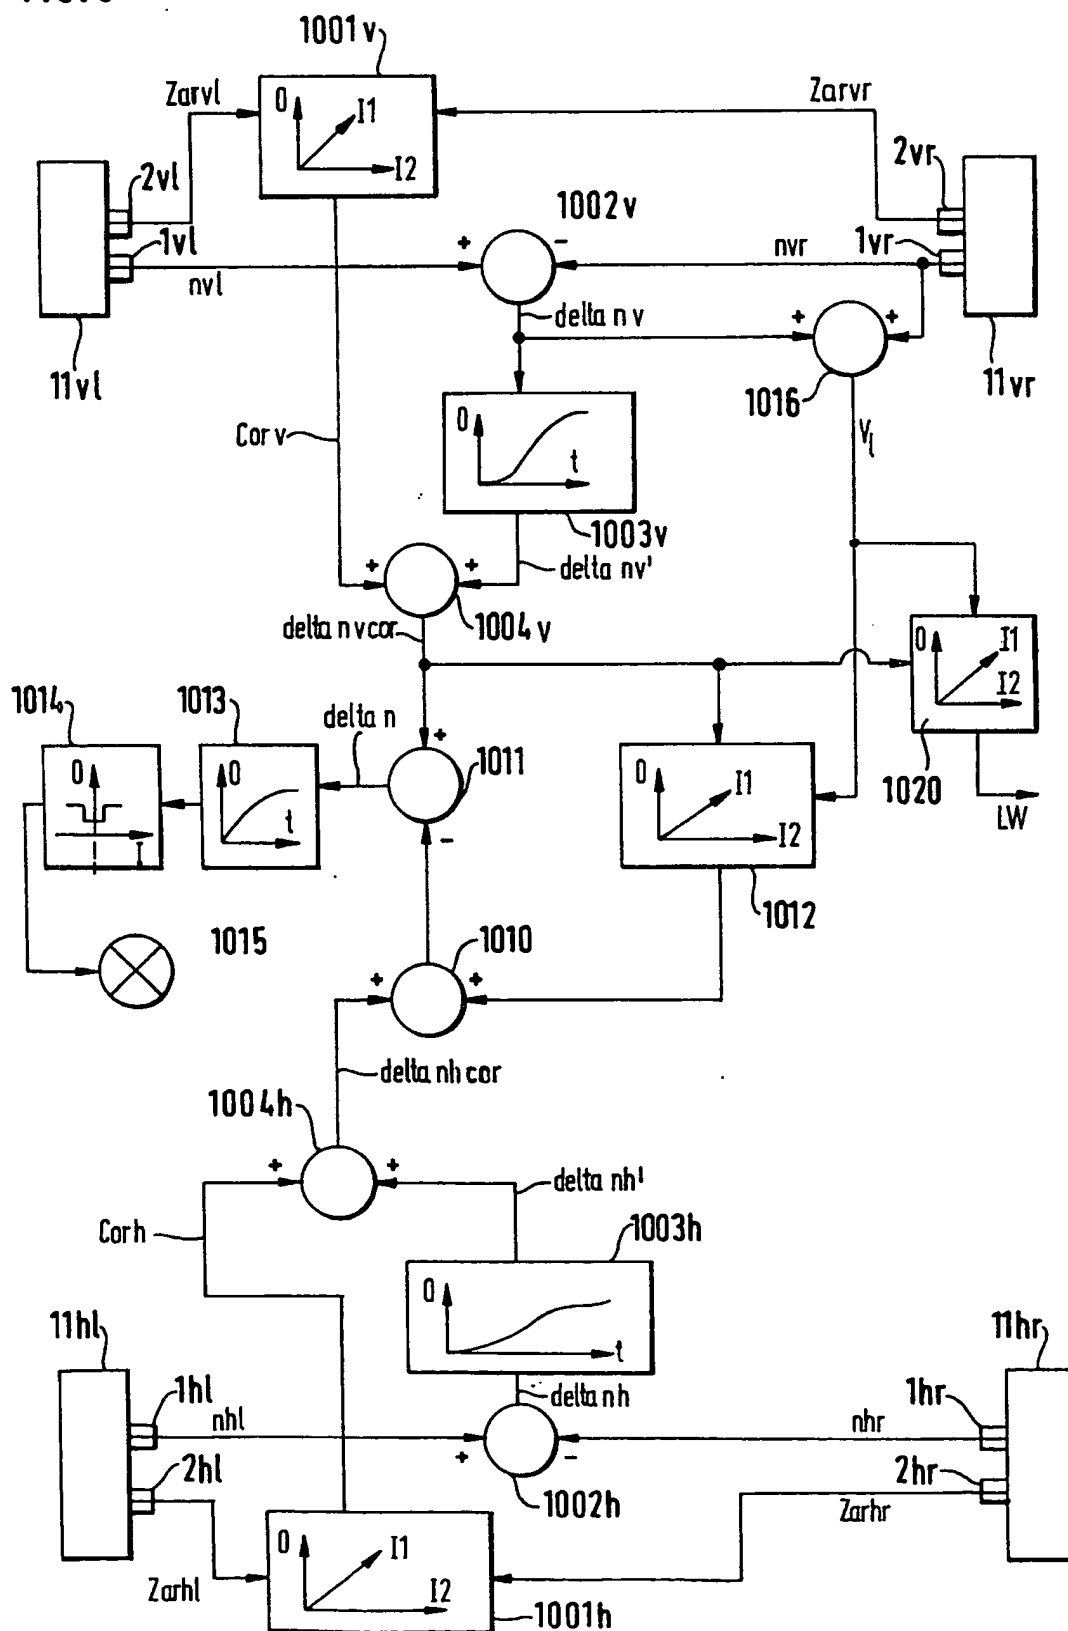 1001v
Zarvl
Zarvr
0
I1
I2
2vl
2vr
1002v
1vl
1vr
+
-
nvl
nvr
delta nv
+
+
11vl
11vr
1016
0
t
Vl
Cor v
1003v
+
+
delta nv'
1004v
delta nvcor
0
I1
I2
1014
1013
delta n
+
1011
1020
0
0
t
I
-
0
I1
I2
LW
1012
1015
1010
+
+
delta nh cor
1004h
+
+
delta nh'
Corh
1003h
0
t
11hl
11hr
1hl
delta nh
1hr
nhl
nhr
+
-
2hl
2hr
1002h
Zarhr
0
I1
I2
Zarhl
1001h